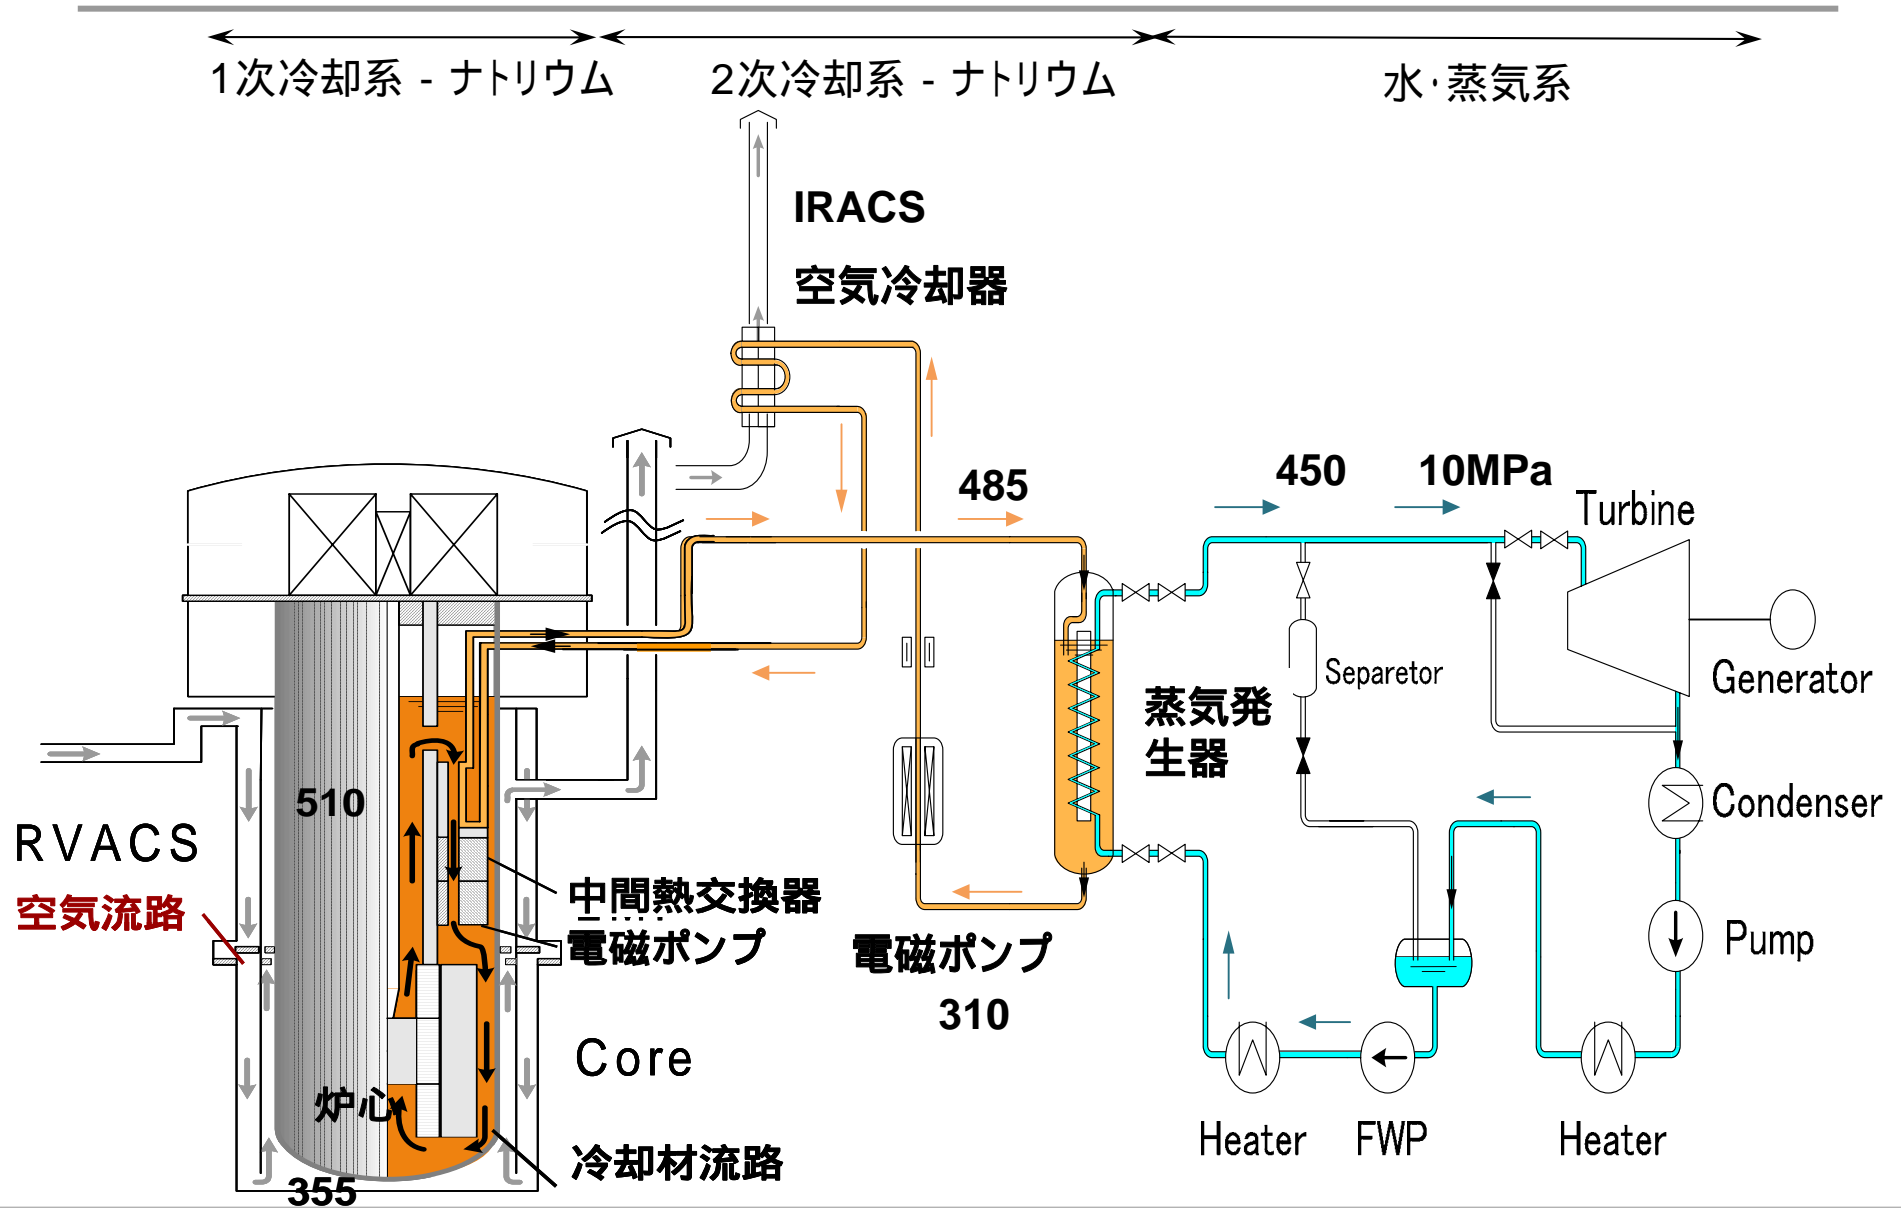 1次冷却系 - ナトリウム
2次冷却系 - ナトリウム
水・蒸気系
IRACS
空気冷却器
485
450
10MPa
Turbine
Separetor
Generator
蒸気発
生器
510
Condenser
RVACS
空気流路
中間熱交換器
電磁ポンプ
電磁ポンプ
310
Pump
Core
炉心
冷却材流路
355
Heater
FWP
Heater